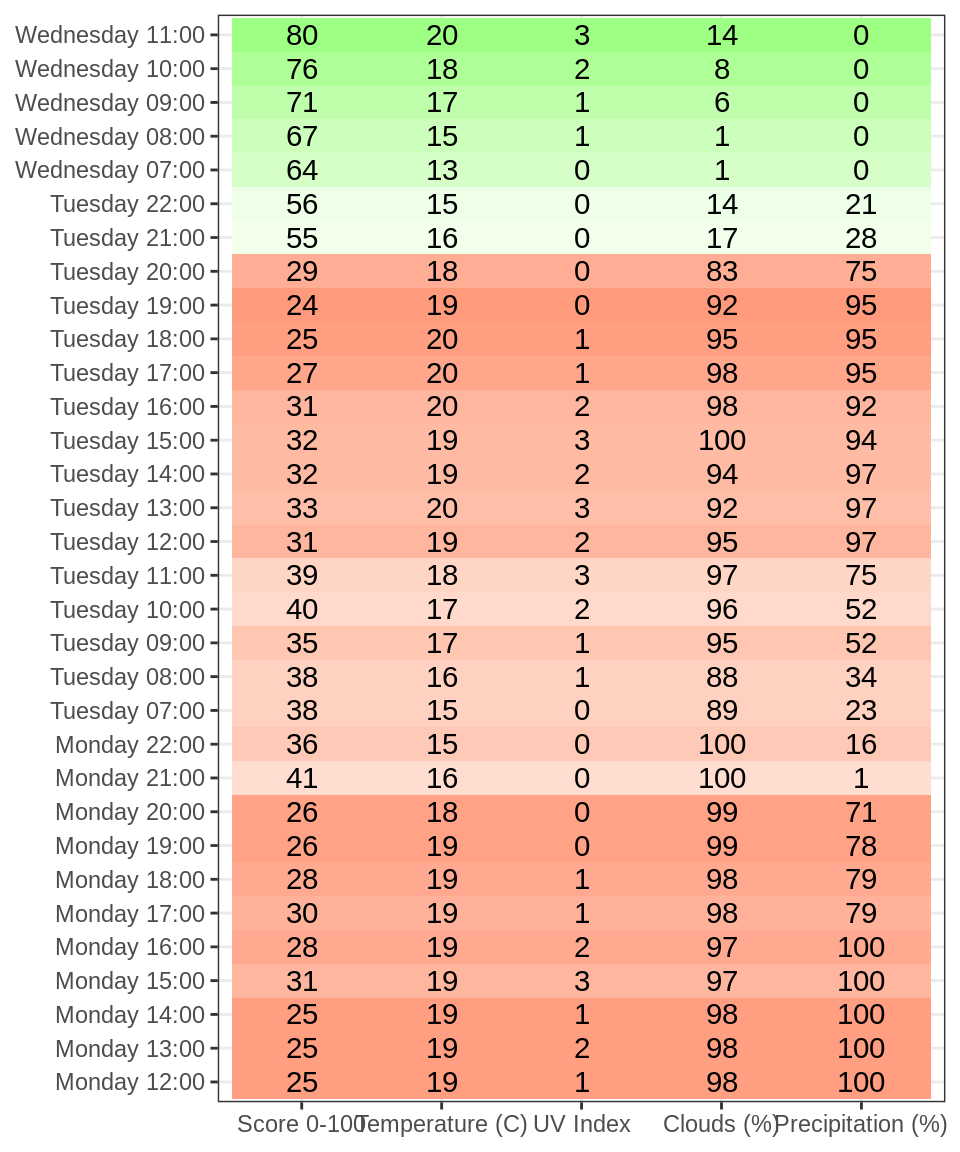 Wednesday 11:00 80 20 3 14 0
Wednesday 10:00 76 18 2 8 0
Wednesday 09:00 71 17 1 6 0
Wednesday 08:00 67 15 1 1 0
Wednesday 07:00 64 13 0 1 0
Tuesday 22:00 56 15 0 14 21
Tuesday 21:00 55 16 0 17 28
Tuesday 20:00 29 18 0 83 75
Tuesday 19:00 24 19 0 92 95
Tuesday 18:00 25 20 1 95 95
Tuesday 17:00 27 20 1 98 95
Tuesday 16:00 31 20 2 98 92
Tuesday 15:00 32 19 3 100 94
Tuesday 14:00 32 19 2 94 97
Tuesday 13:00 33 20 3 92 97
Tuesday 12:00 31 19 2 95 97
Tuesday 11:00 39 18 3 97 75
Tuesday 10:00 40 17 2 96 52
Tuesday 09:00 35 17 1 95 52
Tuesday 08:00 38 16 1 88 34
Tuesday 07:00 38 15 0 89 23
Monday 22:00 36 15 0 100 16
Monday 21:00 41 16 0 100 1
Monday 20:00 26 18 0 99 71
Monday 19:00 26 19 0 99 78
Monday 18:00 28 19 1 98 79
Monday 17:00 30 19 1 98 79
Monday 16:00 28 19 2 97 100
Monday 15:00 31 19 3 97 100
Monday 14:00 25 19 1 98 100
Monday 13:00 25 19 2 98 100
Monday 12:00 25 19 1 98 100
Score 0-100 Temperature (C) UV Index Clouds (%) Precipitation (%)